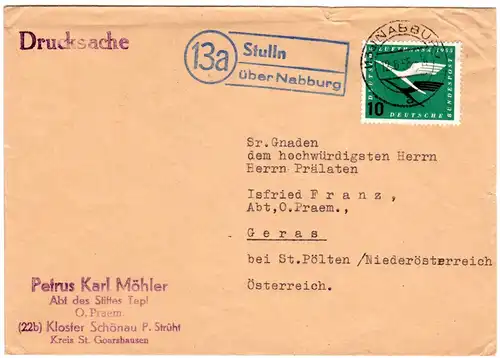 Drucksache
13a
Stulln
über Nabburg
NABBU
DEUTSCHE LUFTHANSA 1955
10
DEUTSCHE BUNDESPOST
Sr.Gnaden
dem hochwürdigsten Herrn
Herrn Prälaten
Isfried Franz,
Abt,O.Praem.,
Geras
bei St.Pölten /Niederösterreich
Österreich.
Petrus Karl Möhler
Abt des Stiftes Tepl
O. Praem
(22b) Kloster Schönau P. Strüht
Kreis St. Goarshausen